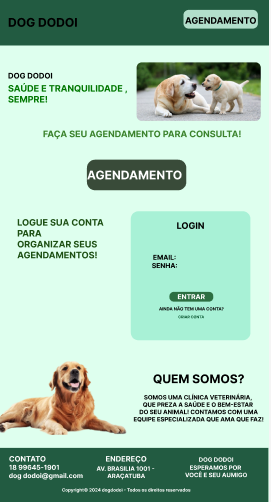 DOG DODOI
AGENDAMENTO
DOG DODOI
SAÚDE E TRANQUILIDADE ,
SEMPRE!
FAÇA SEU AGENDAMENTO PARA CONSULTA!
AGENDAMENTO
LOGUE SUA CONTA
PARA
ORGANIZAR SEUS
AGENDAMENTOS!
LOGIN
EMAIL:
SENHA:
ENTRAR
AINDA NÃO TEM UMA CONTA?
CRIAR CONTA
QUEM SOMOS?
SOMOS UMA CLÍNICA VETERINÁRIA,
QUE PREZA A SAÚDE E O BEM-ESTAR
DO SEU ANIMAL! CONTAMOS COM UMA
EQUIPE ESPECIALIZADA QUE AMA QUE FAZ!
CONTATO
18 99645-1901
dog dodoi@gmail.com
ENDEREÇO
AV. BRASILIA 1001 -
ARAÇATUBA
DOG DODOI
ESPERAMOS POR
VOCÊ E SEU AUMIGO
Copyright© 2024 dogdodoi - Todos os direitos reservados